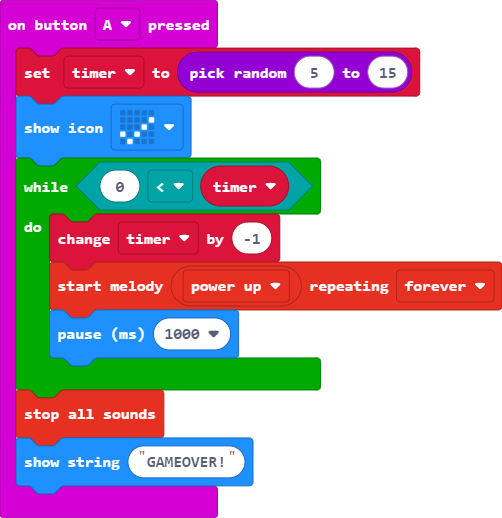 on button A pressed
set timer to pick random 5 to 15
show icon
while 0 < timer
do
change timer by -1
start melody power up repeating forever
pause (ms) 1000
stop all sounds
show string "GAMEOVER!"